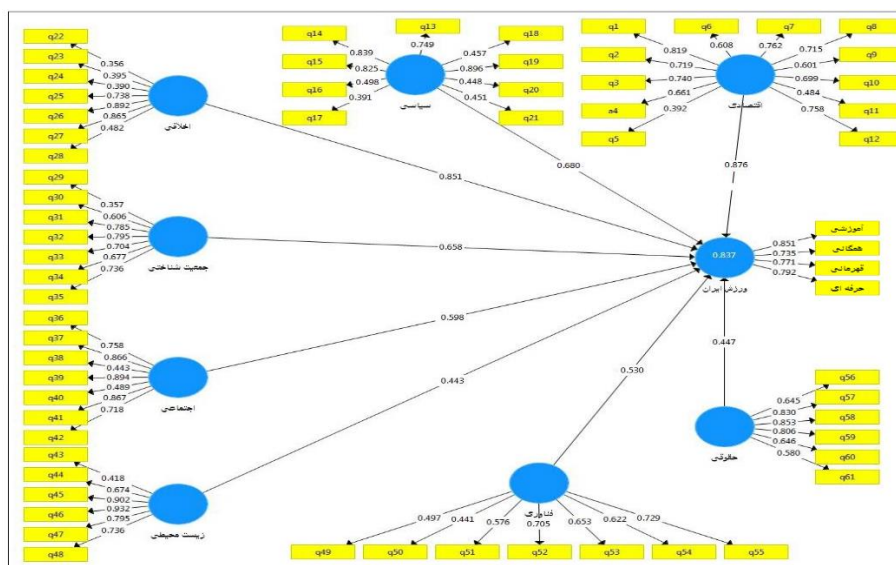 q22
q23
q24
q25
q26
q27
q28
0.356
0.395
0.390
0.738
0.892
0.865
0.482
اخلاقی
0.851
q29
q30
q31
q32
q33
q34
q35
0.357
0.606
0.785
0.795
0.704
0.677
0.736
جمعیت شناختی
0.658
q36
q37
q38
q39
q40
q41
q42
0.758
0.866
0.443
0.894
0.489
0.867
0.718
اجتماعی
0.598
q43
q44
q45
q46
q47
q48
0.418
0.674
0.902
0.932
0.795
0.736
زیست محیطی
0.443
q13
q14
q15
q16
q17
q18
q19
q20
q21
0.749
0.839
0.825
0.498
0.391
0.457
0.896
0.448
0.451
سیاسی
0.680
q1
q2
q3
a4
q5
q6
q7
q8
q9
q10
q11
q12
0.819
0.719
0.740
0.661
0.392
0.608
0.762
0.715
0.601
0.699
0.484
0.758
اقتصادی
0.876
0.837
ورزش ایران
0.851
0.735
0.771
0.792
آموزشی
همگانی
قهرمانی
حرفه ای
0.447
q56
q57
q58
q59
q60
q61
0.645
0.830
0.853
0.806
0.646
0.580
حقوقی
0.530
فناوری
0.497
0.441
0.576
0.705
0.653
0.622
0.729
q49
q50
q51
q52
q53
q54
q55